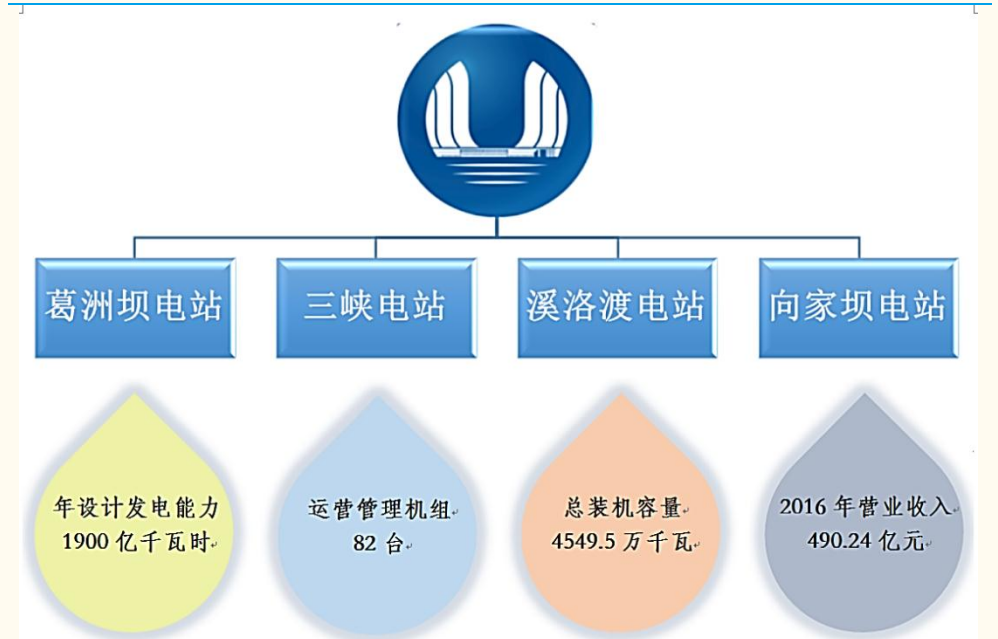 葛洲坝电站
三峡电站
溪洛渡电站
向家坝电站
年设计发电能力
1900 亿千瓦时
运营管理机组
82 台
总装机容量
4549.5 万千瓦
2016 年营业收入
490.24 亿元